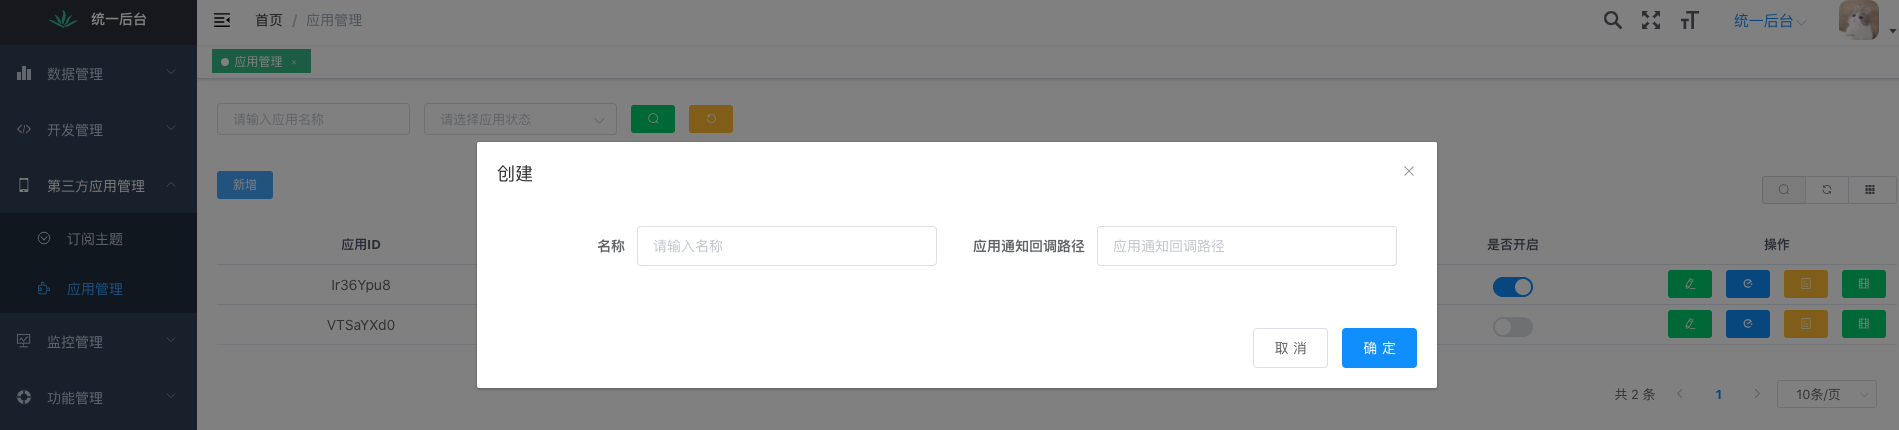 统一后台
首页 / 应用管理
统一后台
应用管理 ×
数据管理
开发管理
第三方应用管理
订阅主题
应用管理
监控管理
功能管理
请输入应用名称
请选择应用状态
新增
应用ID
是否开启
操作
Ir36Ypu8
VTSaYXd0
创建
名称
请输入名称
应用通知回调路径
应用通知回调路径
取 消
确 定
共 2 条
1
10条/页